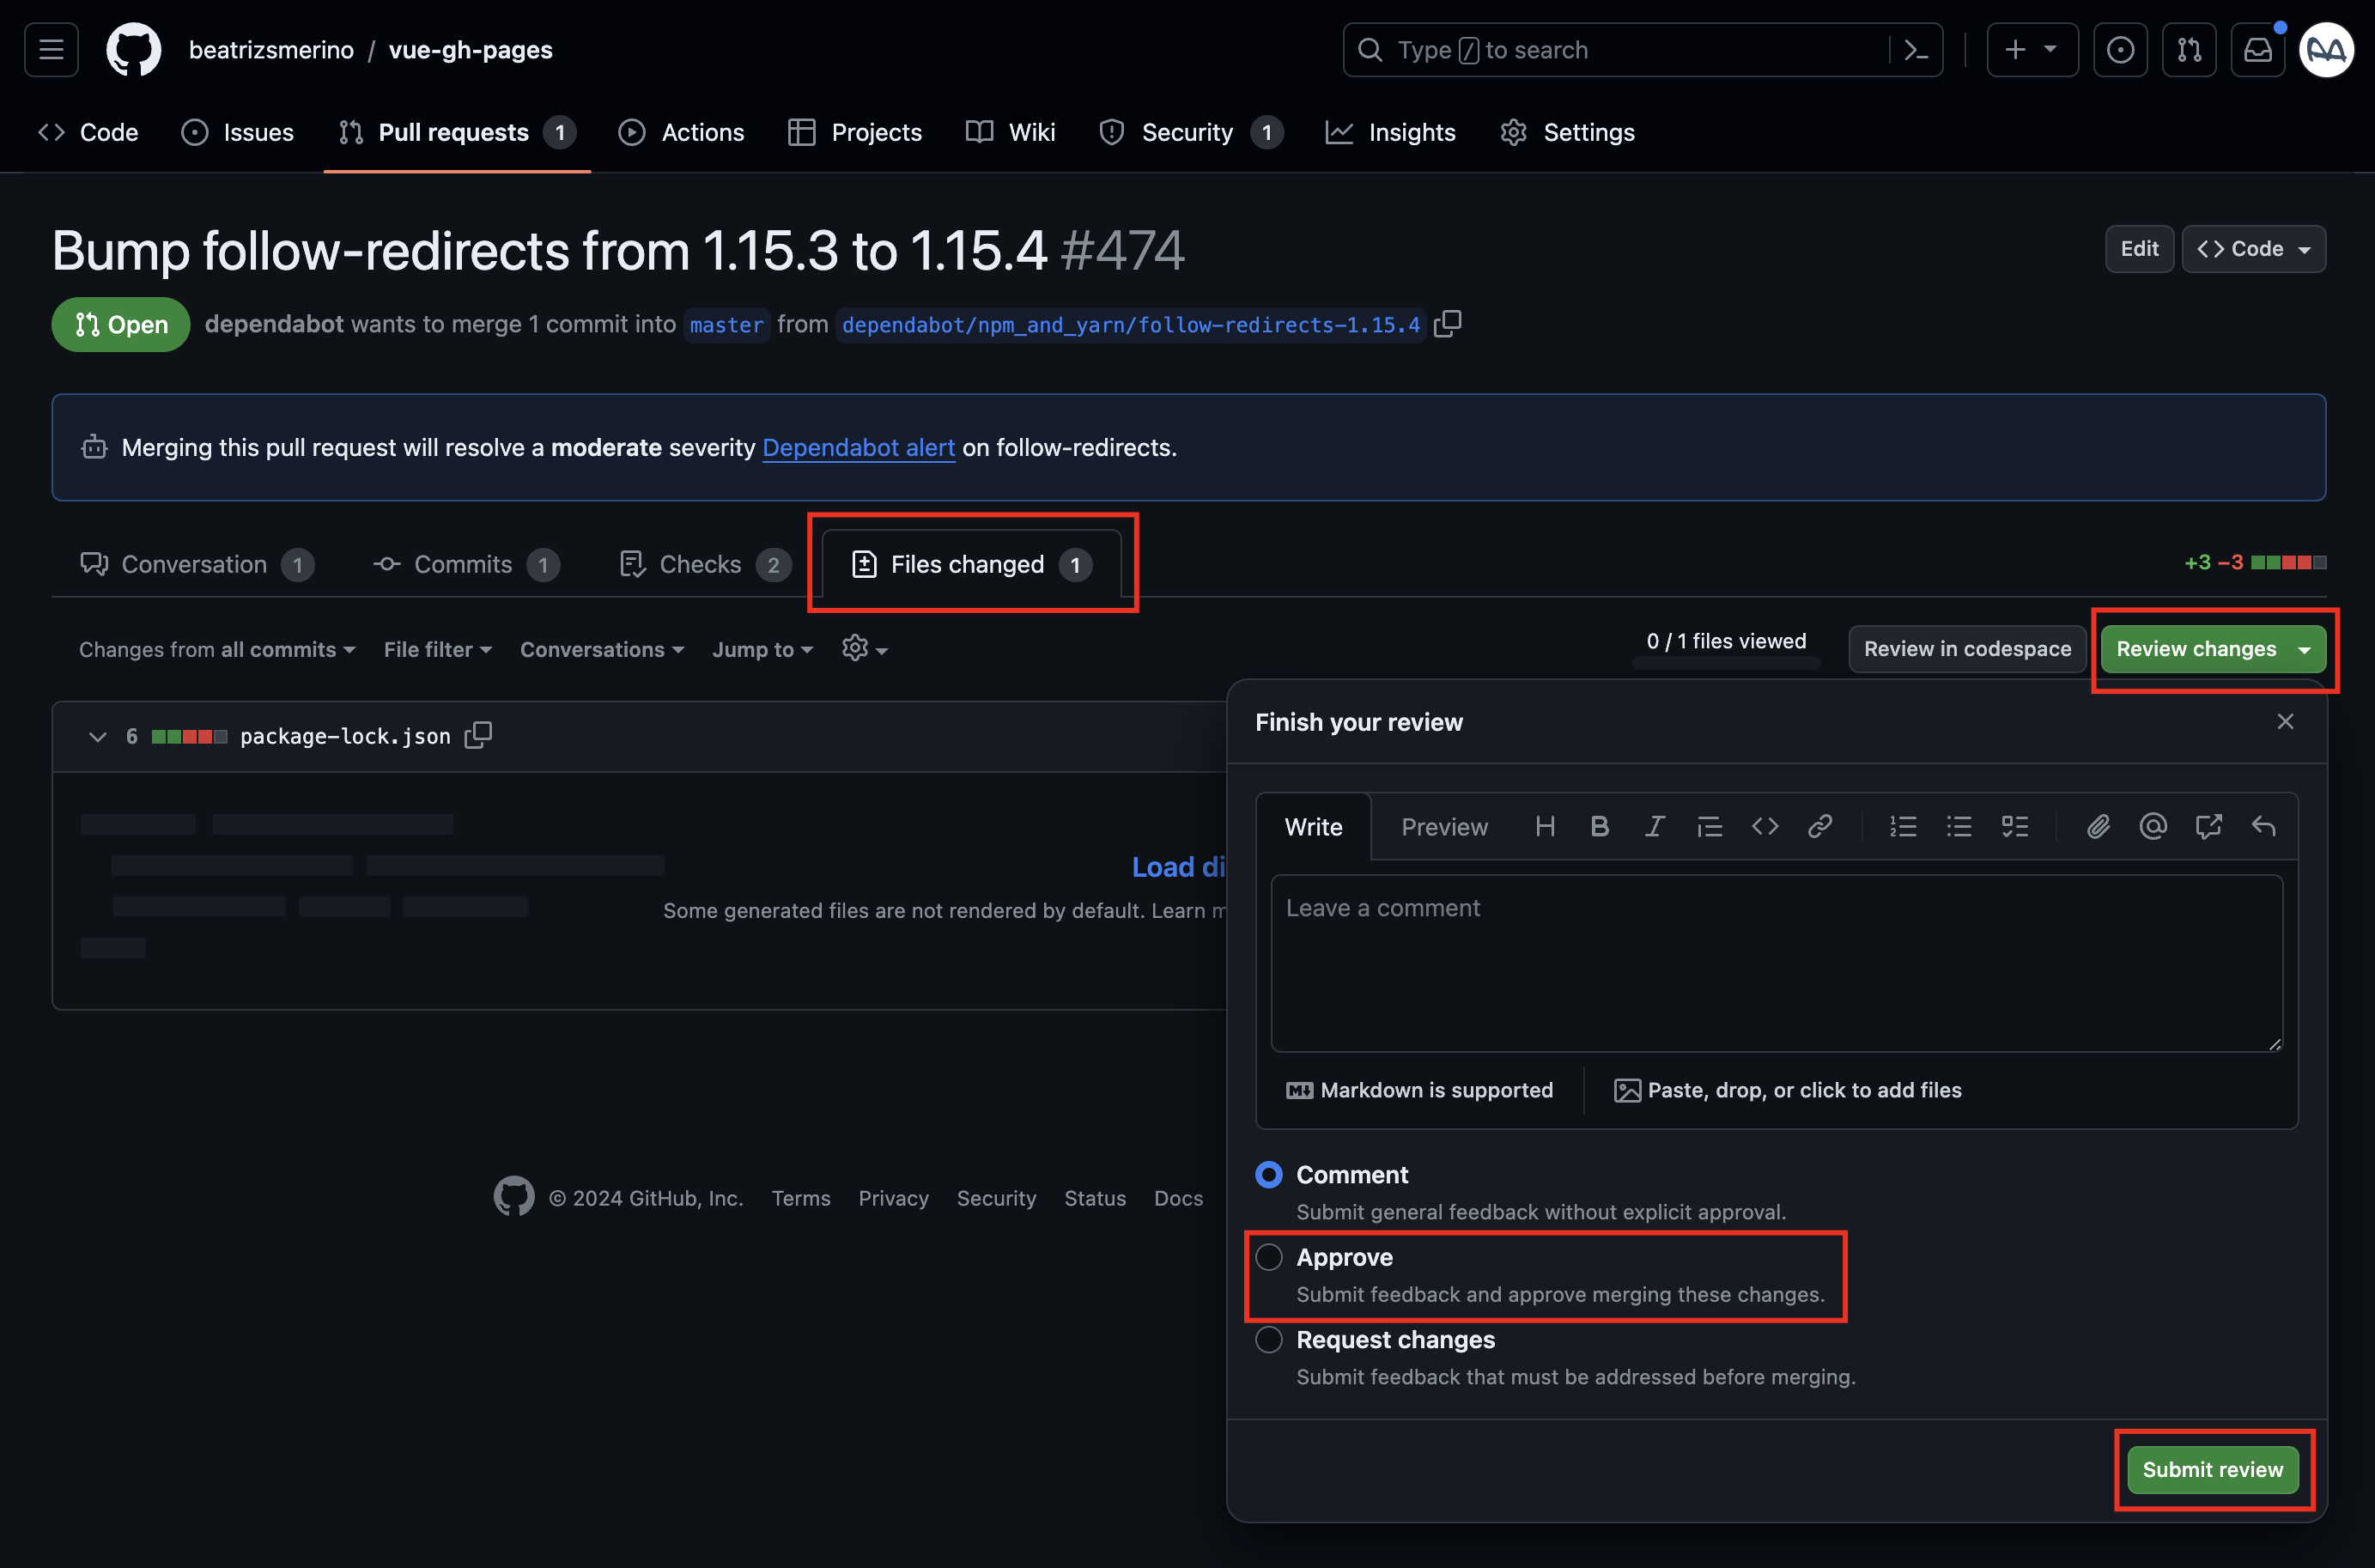 beatrizsmerino / vue-gh-pages
Type / to search
Code
Issues
Pull requests 1
Actions
Projects
Wiki
Security 1
Insights
Settings
Bump follow-redirects from 1.15.3 to 1.15.4 #474
Edit
<> Code
Open
dependabot wants to merge 1 commit into master from dependabot/npm_and_yarn/follow-redirects-1.15.4
Merging this pull request will resolve a moderate severity Dependabot alert on follow-redirects.
Conversation 1
Commits 1
Checks 2
Files changed 1
+3 −3
Changes from all commits
File filter
Conversations
Jump to
0 / 1 files viewed
Review in codespace
Review changes
6 package-lock.json
Load di
Some generated files are not rendered by default. Learn m
Finish your review
Write
Preview
Leave a comment
Markdown is supported
Paste, drop, or click to add files
Comment
Submit general feedback without explicit approval.
Approve
Submit feedback and approve merging these changes.
Request changes
Submit feedback that must be addressed before merging.
Submit review
© 2024 GitHub, Inc.
Terms
Privacy
Security
Status
Docs